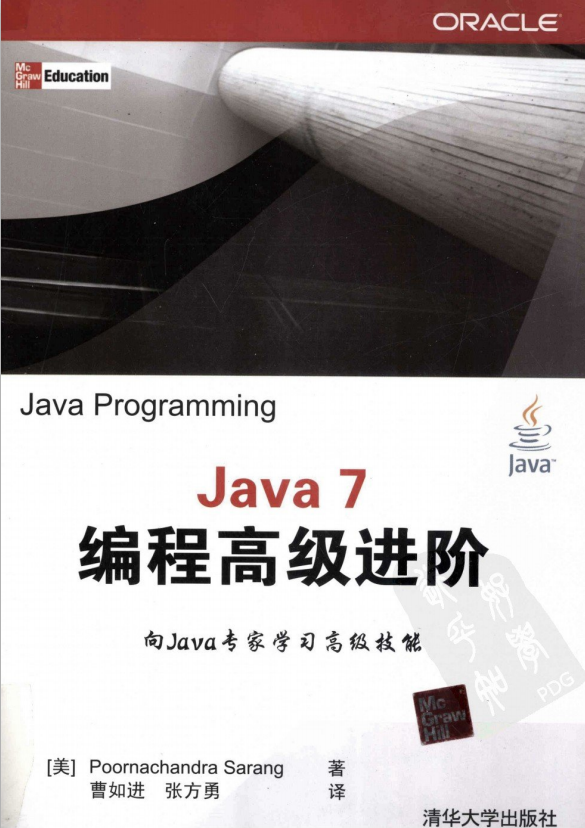 ORACLE
Mc
Graw
Hill
Education
Java Programming
Java
Java 7
编程高级进阶
向Java专家学习高级技能
PDG
Mc
Graw
Hill
[美] Poornachandra Sarang 著
曹如进 张方勇 译
清华大学出版社